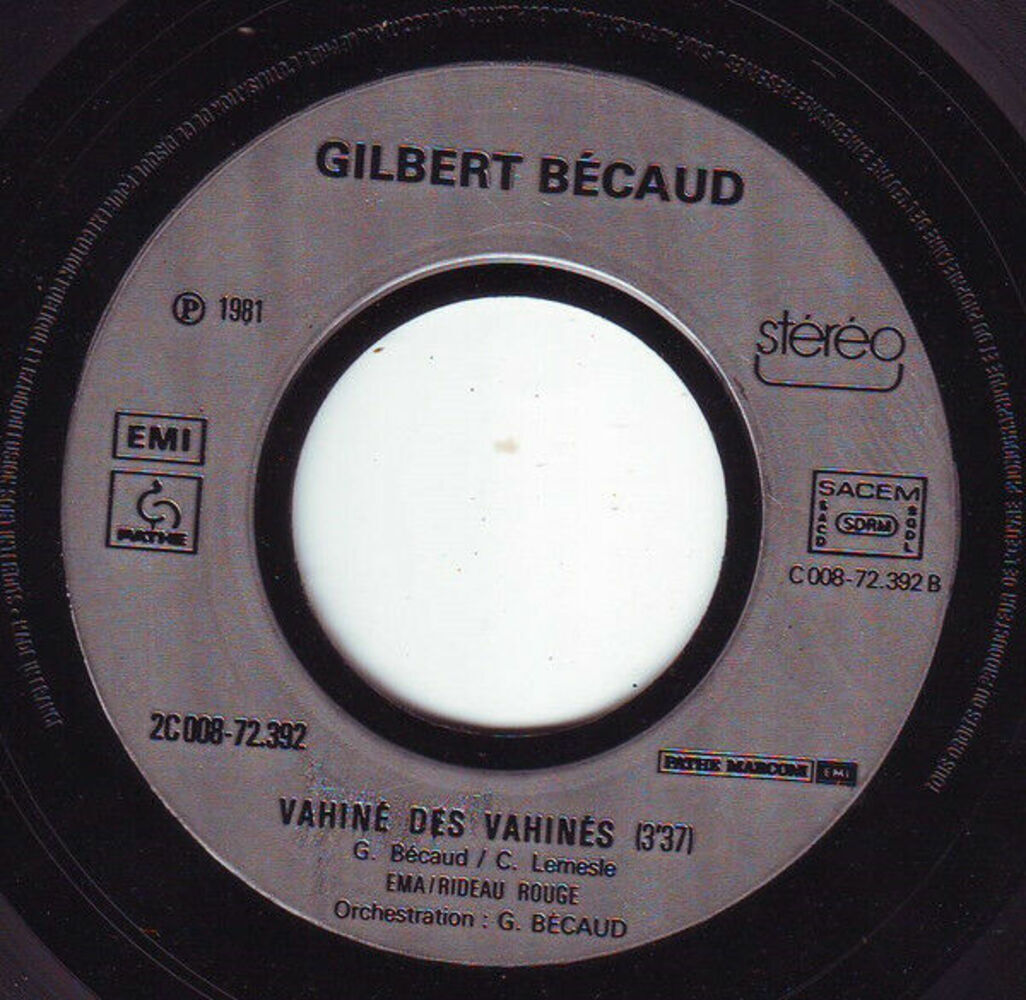 GILBERT BÉCAUD
℗ 1981
stéréo
EMI
PATHE
SACEM
SACD
SDRM
SGDL
C 008-72.392 B
2C 008-72.392
PATHE MARCONI EMI
VAHINÉ DES VAHINÉS (3'37)
G. Bécaud / C. Lemesle
EMA/RIDEAU ROUGE
Orchestration : G. BÉCAUD